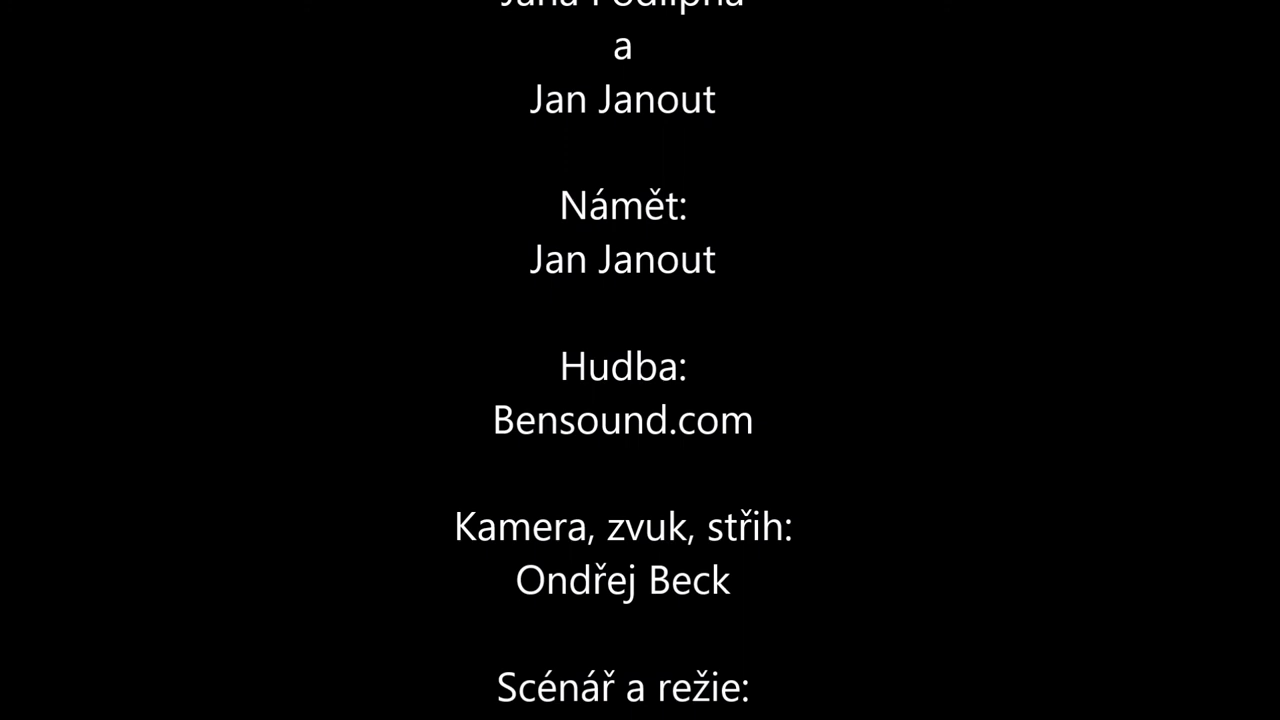 a
Jan Janout
Námět:
Jan Janout
Hudba:
Bensound.com
Kamera, zvuk, střih:
Ondřej Beck
Scénář a režie: